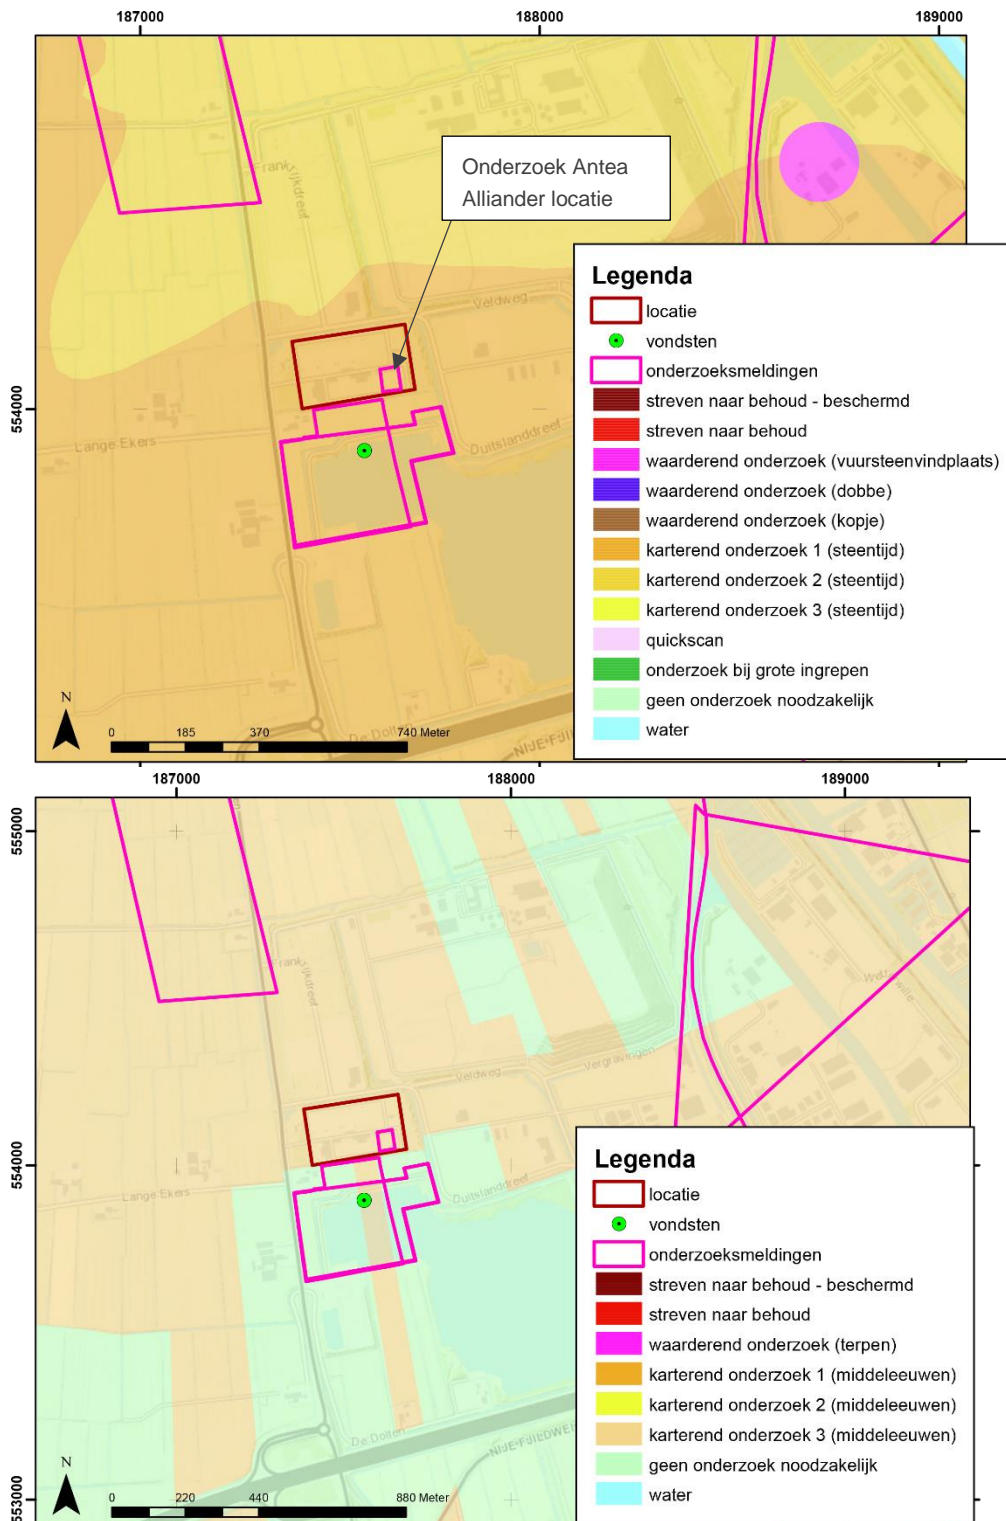 187000
188000
189000
554000
Onderzoek Antea
Alliander locatie
Frankrijkdreef
Veldweg
Lange Ekers
Duitslanddreef
De Dolten
Legenda
locatie
vondsten
onderzoeksmeldingen
streven naar behoud - beschermd
streven naar behoud
waarderend onderzoek (vuursteenvindplaats)
waarderend onderzoek (dobbe)
waarderend onderzoek (kopje)
karterend onderzoek 1 (steentijd)
karterend onderzoek 2 (steentijd)
karterend onderzoek 3 (steentijd)
quickscan
onderzoek bij grote ingrepen
geen onderzoek noodzakelijk
water
N
0 185 370 740 Meter
187000
188000
189000
555000
554000
553000
Veldweg
Vergravingen
Lange Ekers
Duitslanddreef
De Dolten
Legenda
locatie
vondsten
onderzoeksmeldingen
streven naar behoud - beschermd
streven naar behoud
waarderend onderzoek (terpen)
karterend onderzoek 1 (middeleeuwen)
karterend onderzoek 2 (middeleeuwen)
karterend onderzoek 3 (middeleeuwen)
geen onderzoek noodzakelijk
water
N
0 220 440 880 Meter